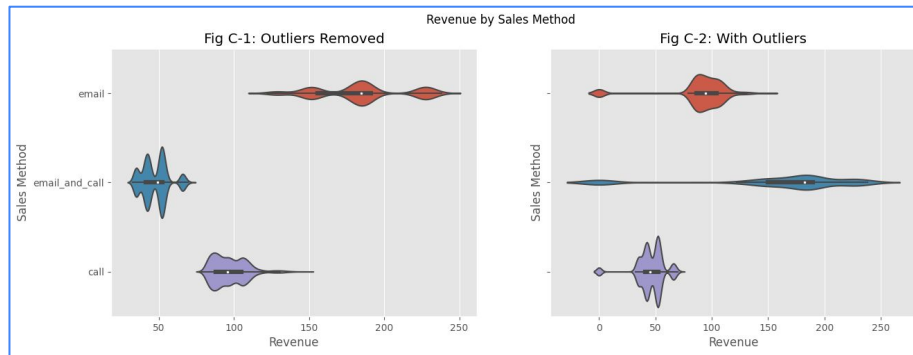 Revenue by Sales Method
Fig C-1: Outliers Removed
Fig C-2: With Outliers
Sales Method
email
email_and_call
call
50 100 150 200 250
Revenue
Sales Method
0 50 100 150 200 250
Revenue